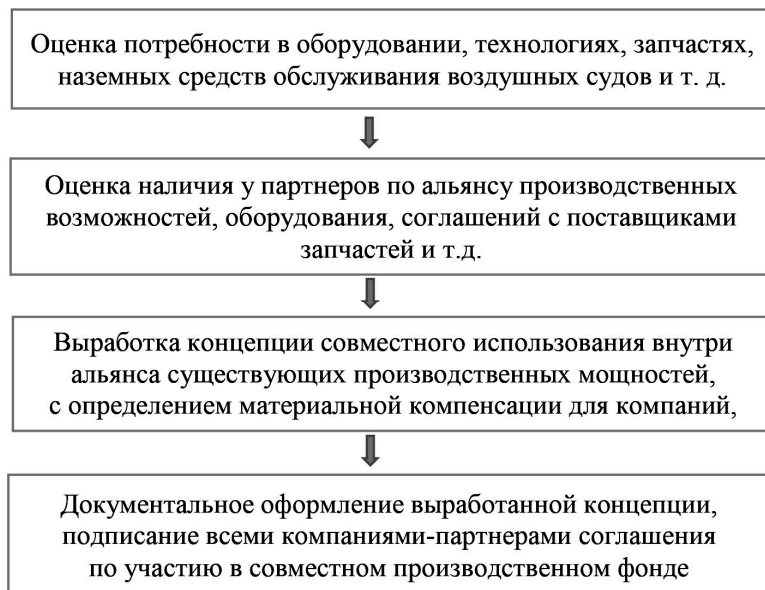 Оценка потребности в оборудовании, технологиях, запчастях,
наземных средств обслуживания воздушных судов и т. д.
Оценка наличия у партнеров по альянсу производственных
возможностей, оборудования, соглашений с поставщиками
запчастей и т.д.
Выработка концепции совместного использования внутри
альянса существующих производственных мощностей,
с определением материальной компенсации для компаний,
Документальное оформление выработанной концепции,
подписание всеми компаниями-партнерами соглашения
по участию в совместном производственном фонде